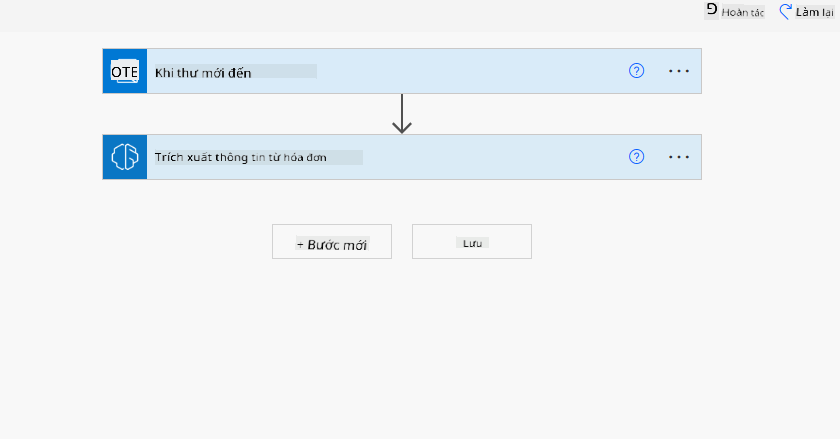 Hoàn tác
Làm lại
OTE
Khi thư mới đến
Trích xuất thông tin từ hóa đơn
+ Bước mới
Lưu